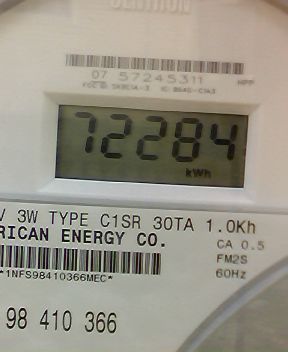 CENTRON
07 57245311
72284
kWh
V 3W TYPE C1SR 30TA 1.0Kh
RICAN ENERGY CO.
CA 0.5
FM2S
*1NFS98410366MEC*
60Hz
98 410 366